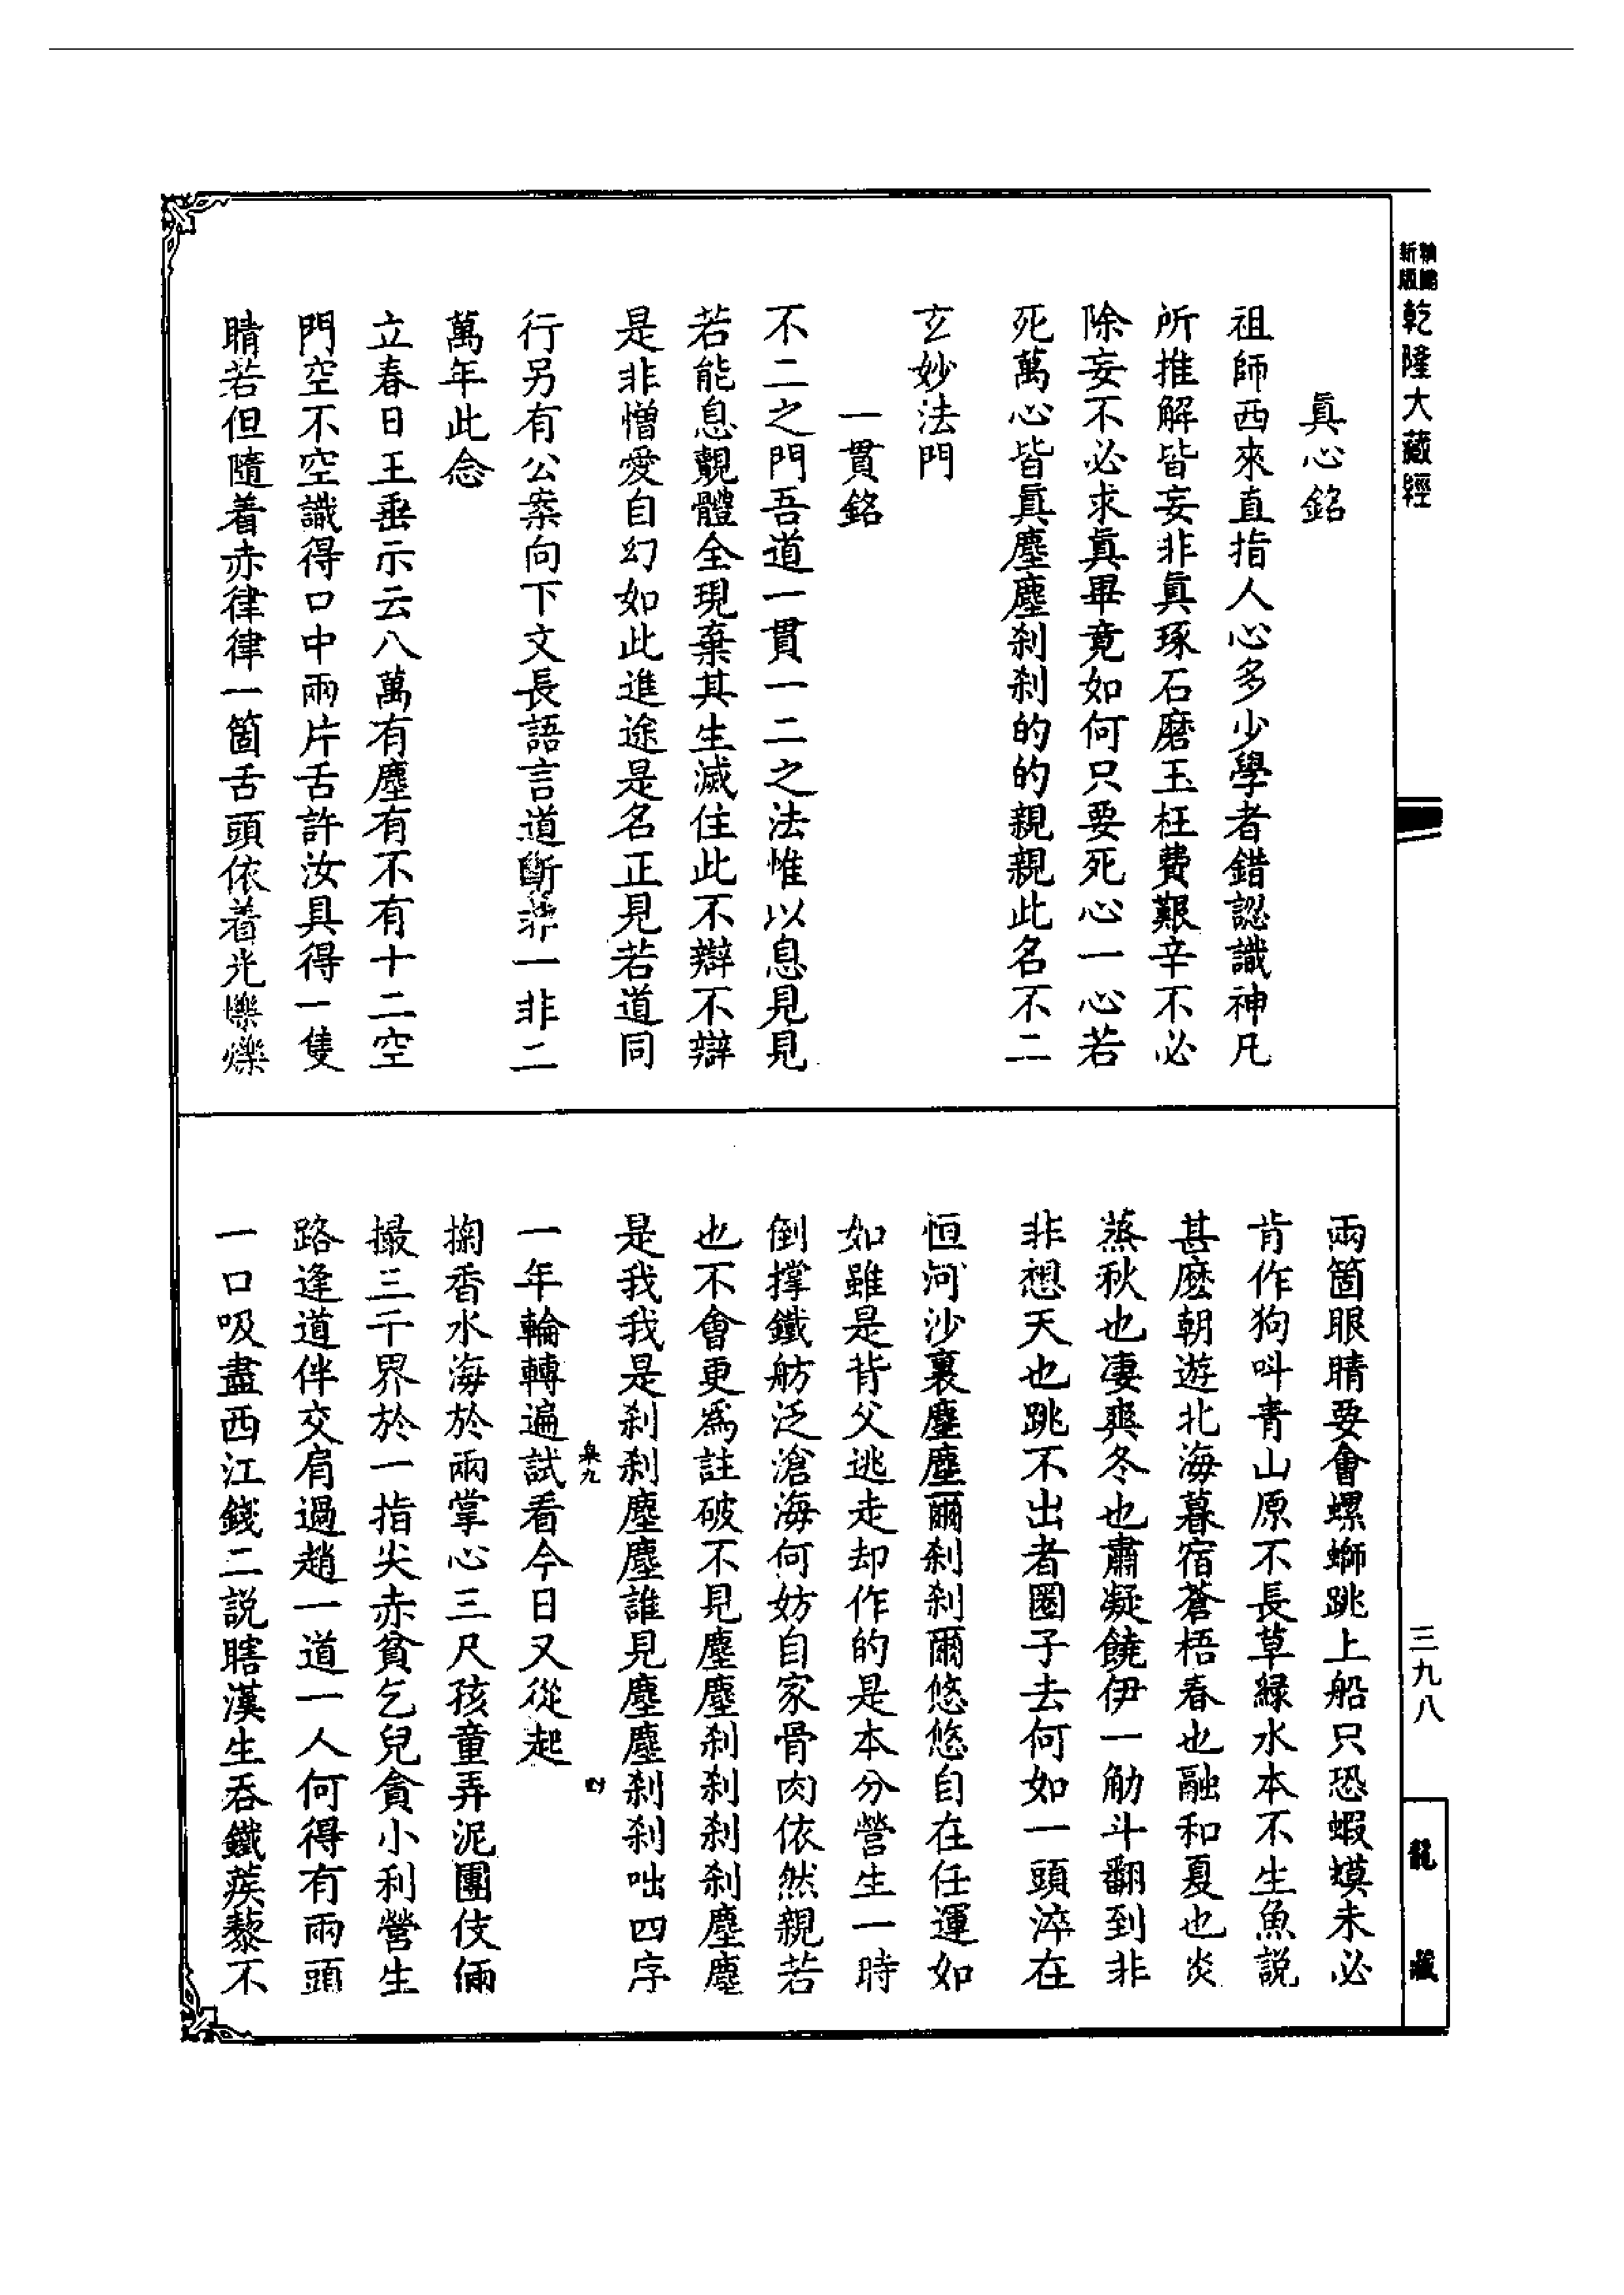 乾隆大藏經
眞心銘
祖師西來直指人心多少學者錯認識神凡
所推解皆妄非眞琢石磨玉枉費艱辛不必
除妄不必求眞畢竟如何只要死心一心若
死萬心皆眞塵塵刹刹的的親親此名不二
玄妙法門
一貫銘
不二之門吾道一貫一二之法惟以息見見
若能息覿體全現棄其生滅住此不辯不辯
是非憎愛自幻如此進途是名正見若道同
行另有公案向下文長語言道斷非一非二
萬年此念
立春日王垂示云八萬有塵有不有十二空
門空不空識得口中兩片舌許汝具得一隻
睛若但隨着赤律律一箇舌頭依着光爍爍
兩箇眼睛要會螺螄跳上船只恐蝦蟆未必
肯作狗叫青山原不長草緑水本不生魚説
甚麽朝遊北海暮宿蒼梧春也融和夏也炎
蒸秋也凄爽冬也肅凝饒伊一觔斗翻到非
非想天也跳不出者圈子去何如一頭淬在
恒河沙裏塵塵爾刹刹爾悠悠自在任運如
如雖是背父逃走却作的是本分營生一時
倒撑鐵舫泛滄海何妨自家骨肉依然親若
也不會更爲註破不見塵塵刹刹刹刹塵塵
是我我是刹刹塵塵誰見塵塵刹刹咄四序
一年輪轉遍試看今日又從起
掬香水海於兩掌心三尺孩童弄泥團伎倆
撮三千界於一指尖赤貧乞兒貪小利營生
路逢道伴交肩過趙一道一人何得有兩頭
一口吸盡西江錢二説瞎漢生吞鐵蒺藜不
三九八
龍藏